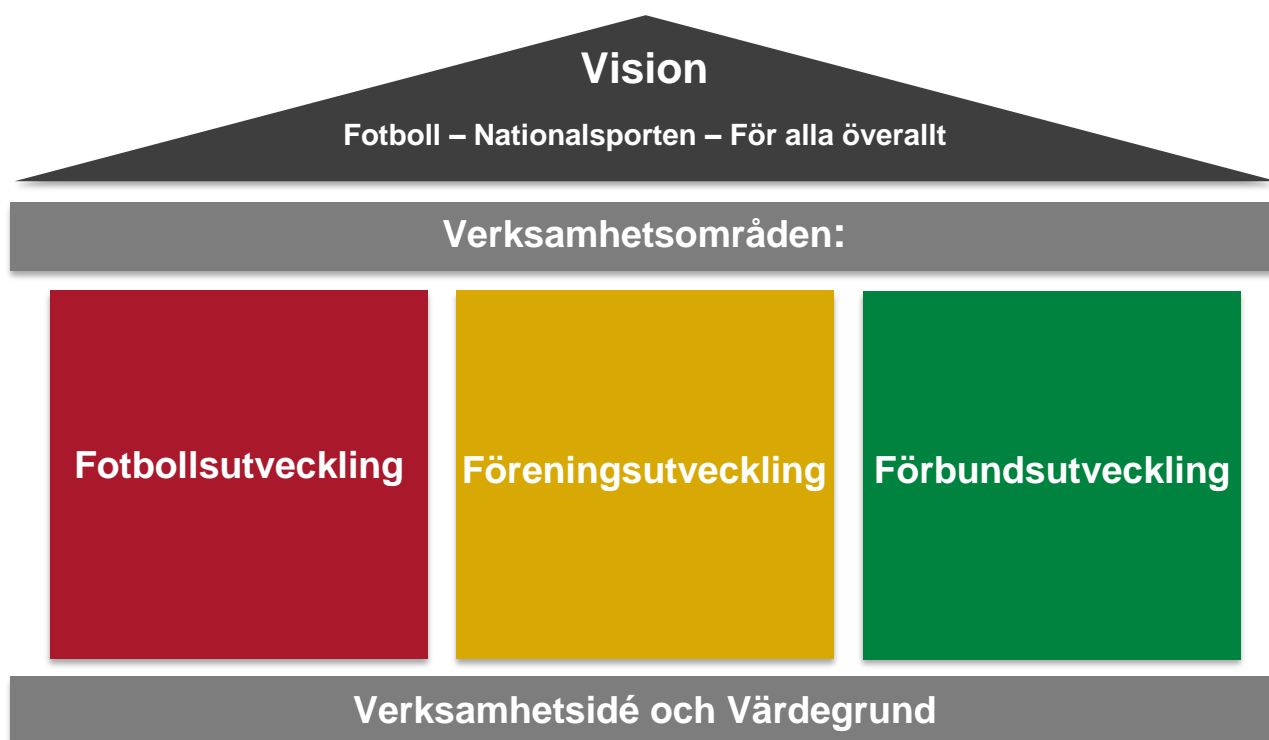 Vision
Fotboll – Nationalsporten – För alla överallt
Verksamhetsområden:
Fotbollsutveckling
Föreningsutveckling
Förbundsutveckling
Verksamhetsidé och Värdegrund